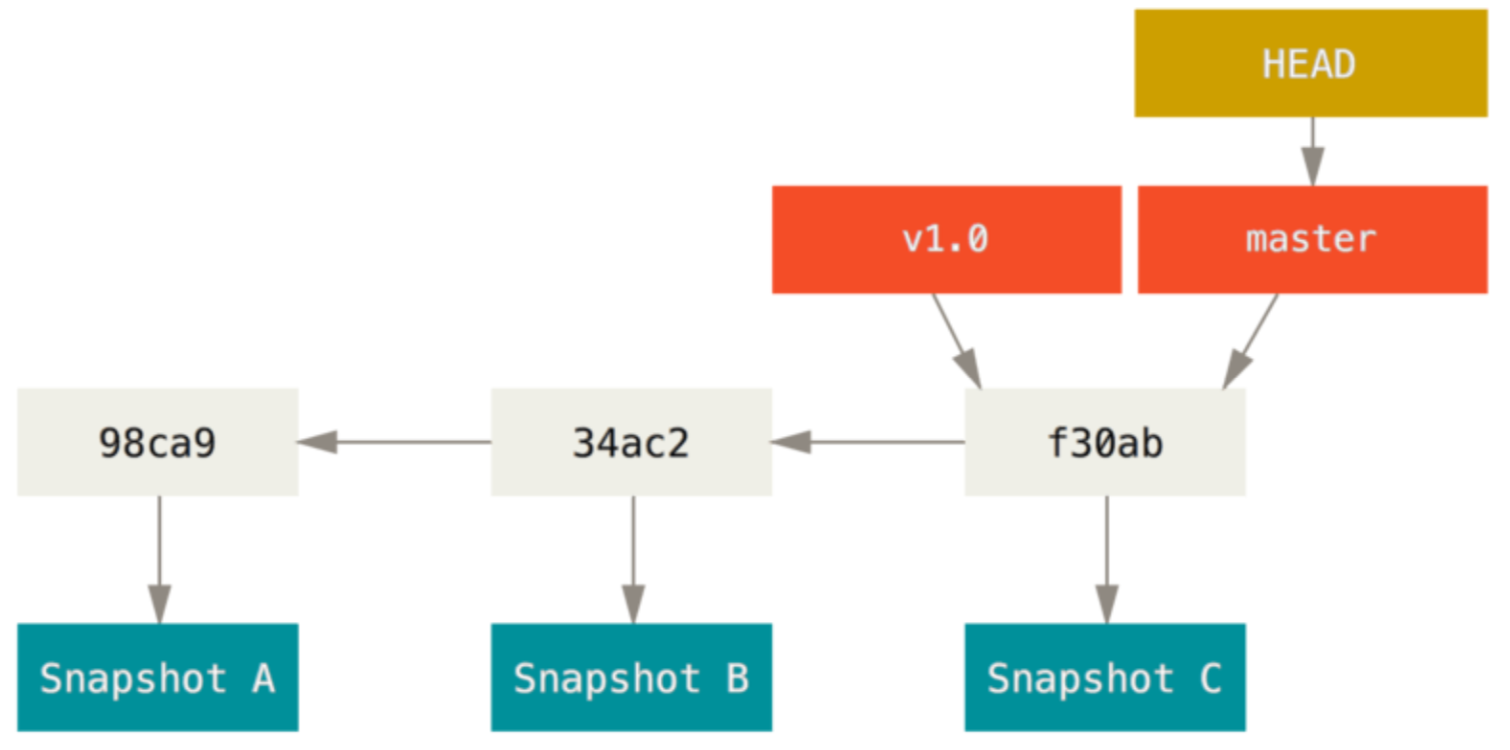 HEAD
v1.0
master
98ca9
34ac2
f30ab
Snapshot A
Snapshot B
Snapshot C